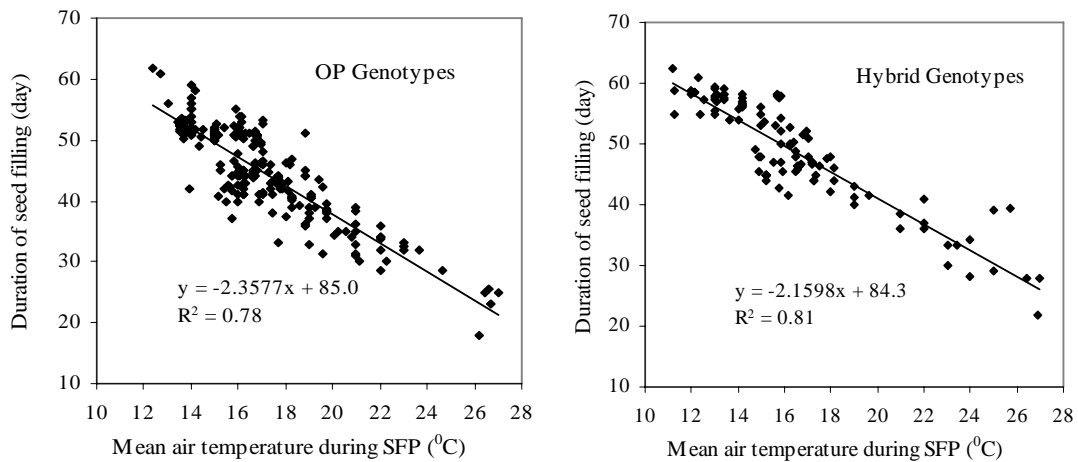 70
60
50
40
30
20
10
Duration of seed filling (day)
OP Genotypes
y = -2.3577x + 85.0
R² = 0.78
10 12 14 16 18 20 22 24 26 28
Mean air temperature during SFP (⁰C)
70
60
50
40
30
20
10
Duration of seed filling (day)
Hybrid Genotypes
y = -2.1598x + 84.3
R² = 0.81
10 12 14 16 18 20 22 24 26 28
Mean air temperature during SFP (⁰C)